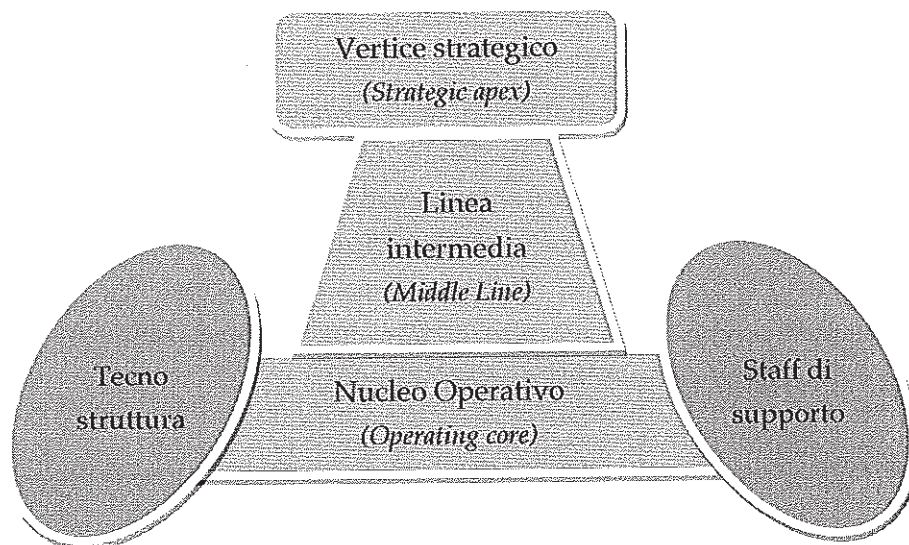 Vertice strategico
(Strategic apex)
Linea
intermedia
(Middle Line)
Tecno
struttura
Nucleo Operativo
(Operating core)
Staff di
supporto